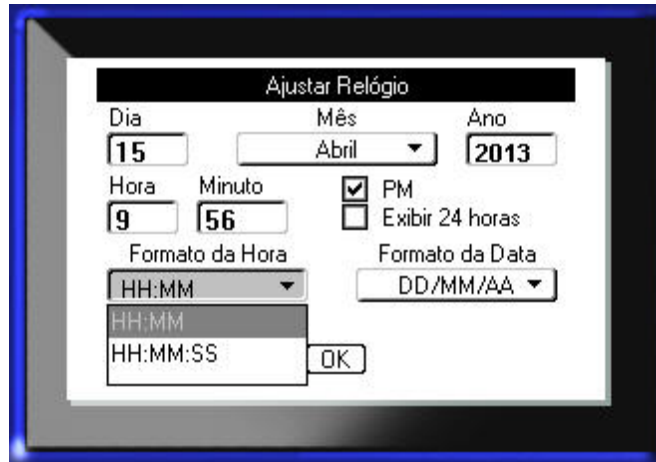 Ajustar Relógio
Dia Mês Ano
15 Abril 2013
Hora Minuto PM
9 56 Exibir 24 horas
Formato da Hora Formato da Data
HH:MM DD/MM/AA
HH:MM
HH:MM:SS
OK